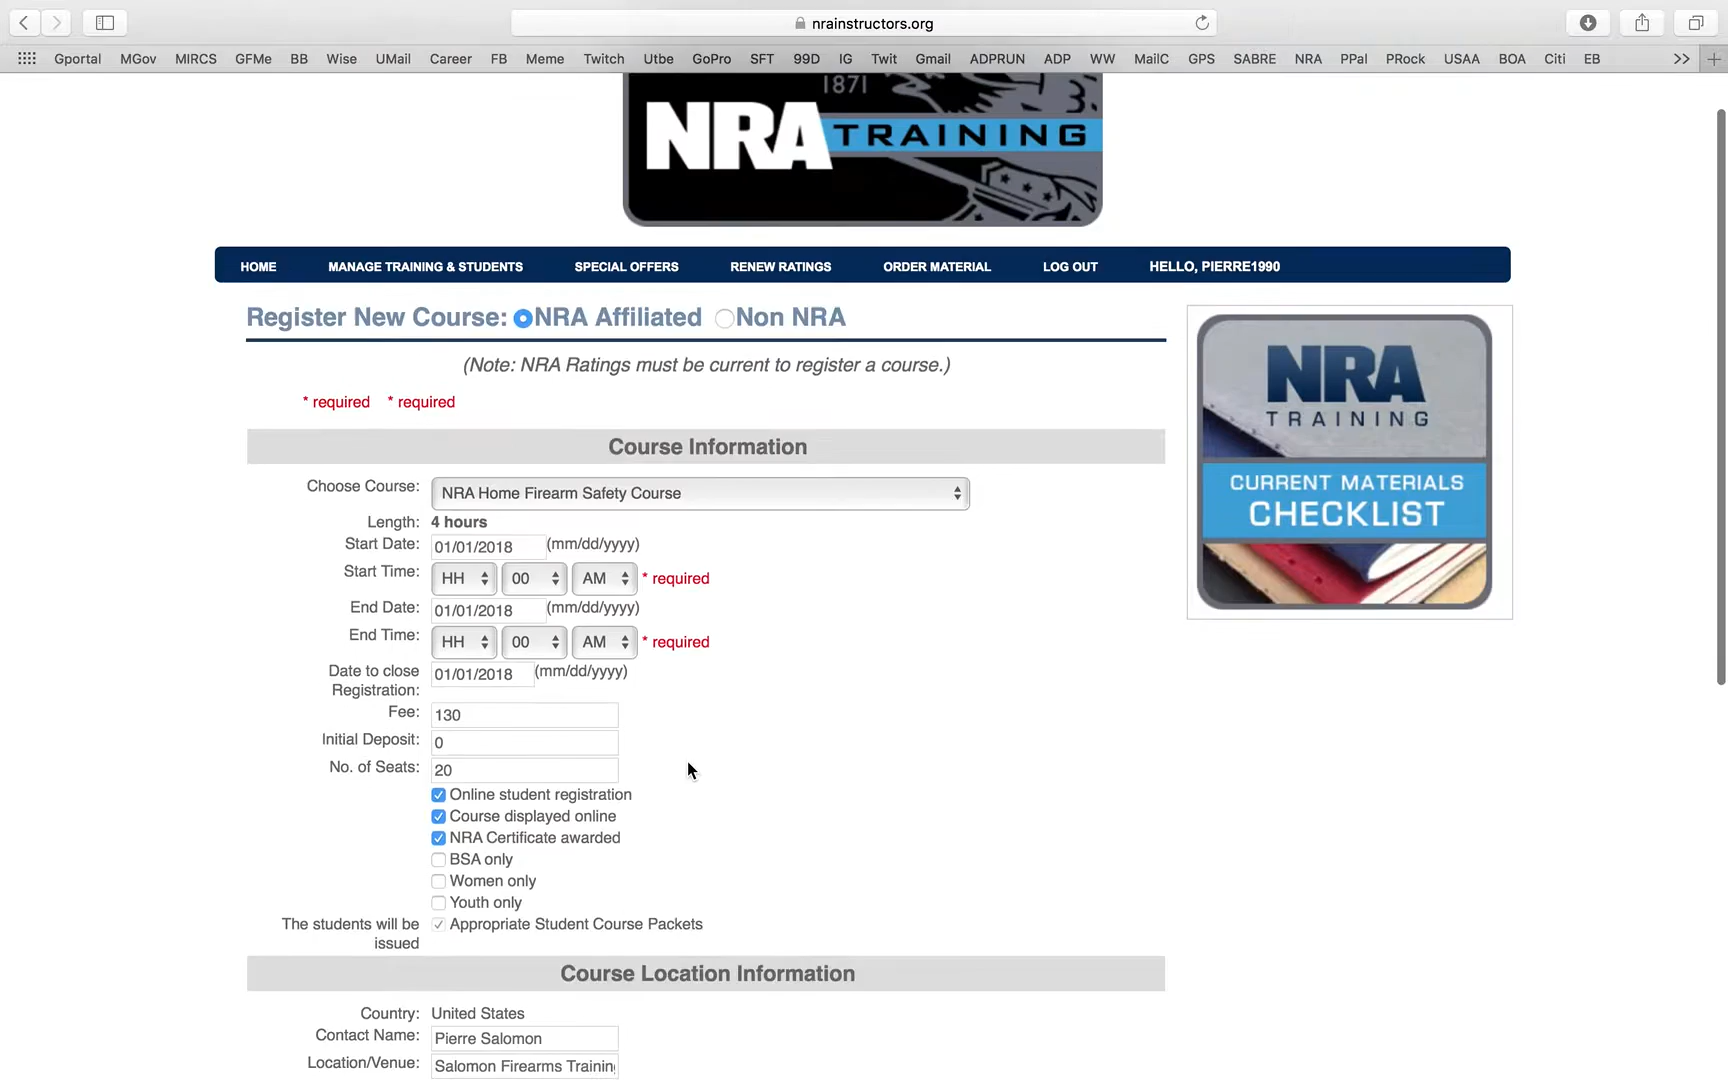 nrainstructors.org
Gportal MGov MIRCS GFMe BB Wise UMail Career FB Meme Twitch Utbe GoPro SFT 99D IG Twit Gmail ADPRUN ADP WW MailC GPS SABRE NRA PPal PRock USAA BOA Citi EB >>
1871
NRA TRAINING
HOME MANAGE TRAINING & STUDENTS SPECIAL OFFERS RENEW RATINGS ORDER MATERIAL LOG OUT HELLO, PIERRE1990
Register New Course: NRA Affiliated Non NRA
(Note: NRA Ratings must be current to register a course.)
* required * required
Course Information
Choose Course: NRA Home Firearm Safety Course
Length: 4 hours
Start Date: 01/01/2018 (mm/dd/yyyy)
Start Time: HH 00 AM * required
End Date: 01/01/2018 (mm/dd/yyyy)
End Time: HH 00 AM * required
Date to close
Registration: 01/01/2018 (mm/dd/yyyy)
Fee: 130
Initial Deposit: 0
No. of Seats: 20
Online student registration
Course displayed online
NRA Certificate awarded
BSA only
Women only
Youth only
The students will be
issued
Appropriate Student Course Packets
Course Location Information
Country: United States
Contact Name: Pierre Salomon
Location/Venue: Salomon Firearms Training
NRA
TRAINING
CURRENT MATERIALS
CHECKLIST